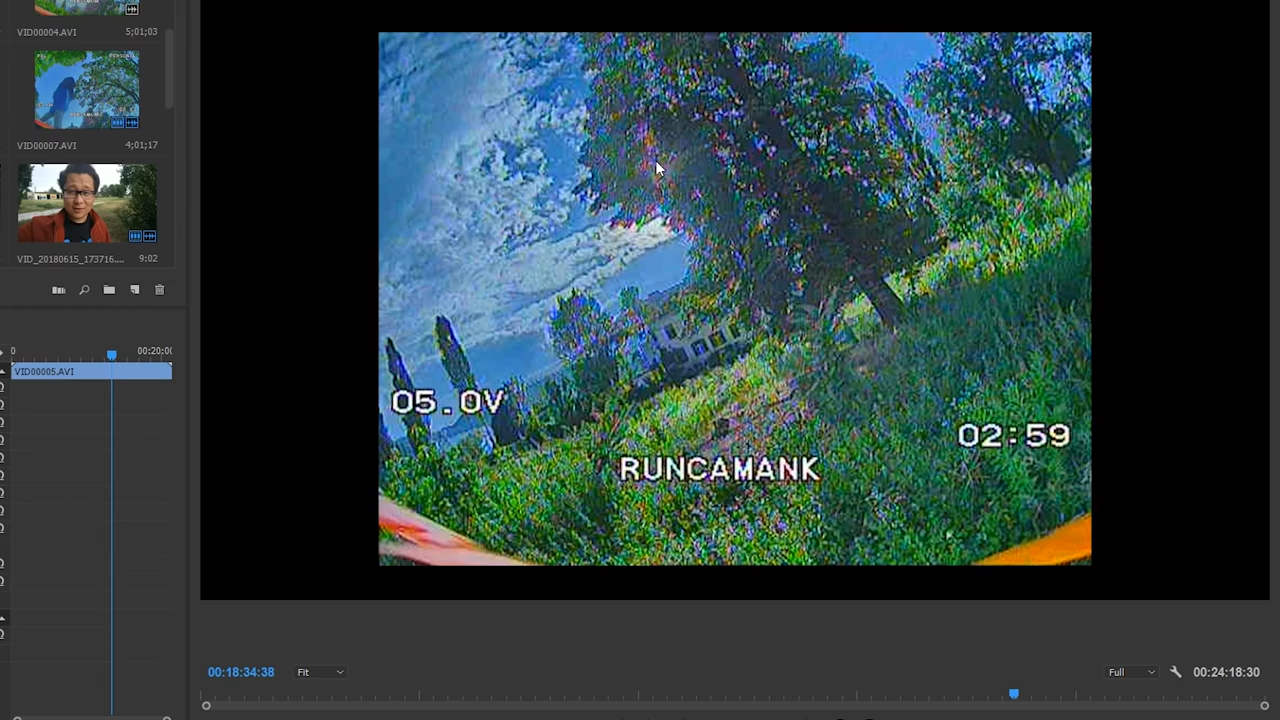 VID00004.AVI 5;01;03
VID00007.AVI 4;01;17
VID_20180615_173716.... 9:02
0 00:20:0(
VID00005.AVI
05.0V
02:59
RUNCAMANK
00:18:34:38 Fit Full 00:24:18:30